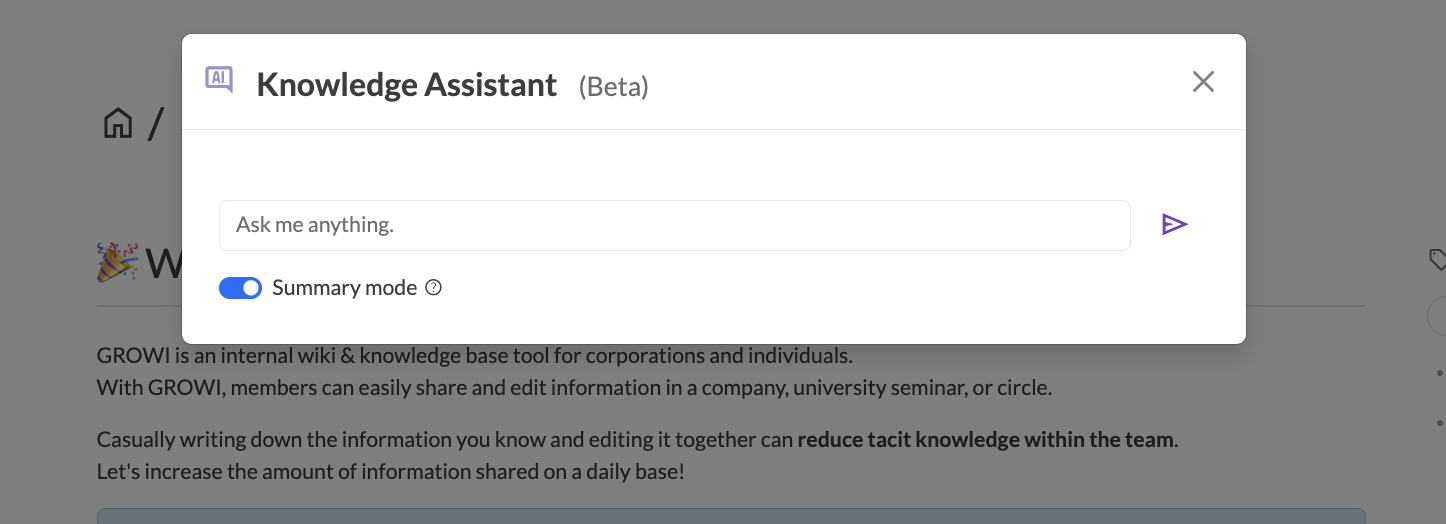 AI Knowledge Assistant (Beta)
/
Ask me anything.
Summary mode ?
🎉 W
GROWI is an internal wiki & knowledge base tool for corporations and individuals.
With GROWI, members can easily share and edit information in a company, university seminar, or circle.
Casually writing down the information you know and editing it together can reduce tacit knowledge within the team.
Let's increase the amount of information shared on a daily base!